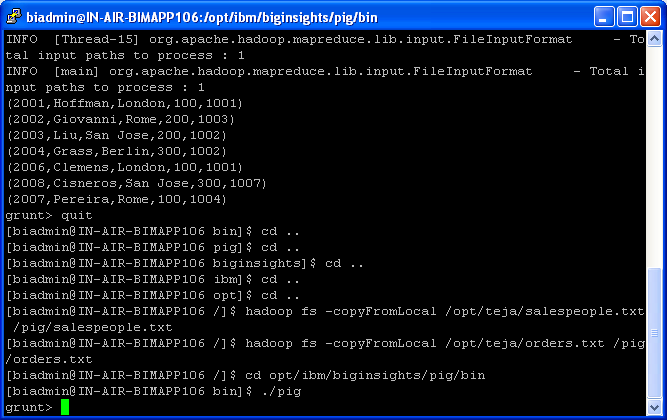 biadmin@IN-AIR-BIMAPP106:/opt/ibm/biginsights/pig/bin
INFO  [Thread-15] org.apache.hadoop.mapreduce.lib.input.FileInputFormat     - To
tal input paths to process : 1
INFO  [main] org.apache.hadoop.mapreduce.lib.input.FileInputFormat     - Total i
nput paths to process : 1
(2001,Hoffman,London,100,1001)
(2002,Giovanni,Rome,200,1003)
(2003,Liu,San Jose,200,1002)
(2004,Grass,Berlin,300,1002)
(2006,Clemens,London,100,1001)
(2008,Cisneros,San Jose,300,1007)
(2007,Pereira,Rome,100,1004)
grunt> quit
[biadmin@IN-AIR-BIMAPP106 bin]$ cd ..
[biadmin@IN-AIR-BIMAPP106 pig]$ cd ..
[biadmin@IN-AIR-BIMAPP106 biginsights]$ cd ..
[biadmin@IN-AIR-BIMAPP106 ibm]$ cd ..
[biadmin@IN-AIR-BIMAPP106 opt]$ cd ..
[biadmin@IN-AIR-BIMAPP106 /]$ hadoop fs -copyFromLocal /opt/teja/salespeople.txt
 /pig/salespeople.txt
[biadmin@IN-AIR-BIMAPP106 /]$ hadoop fs -copyFromLocal /opt/teja/orders.txt /pig
/orders.txt
[biadmin@IN-AIR-BIMAPP106 /]$ cd opt/ibm/biginsights/pig/bin
[biadmin@IN-AIR-BIMAPP106 bin]$ ./pig
grunt>